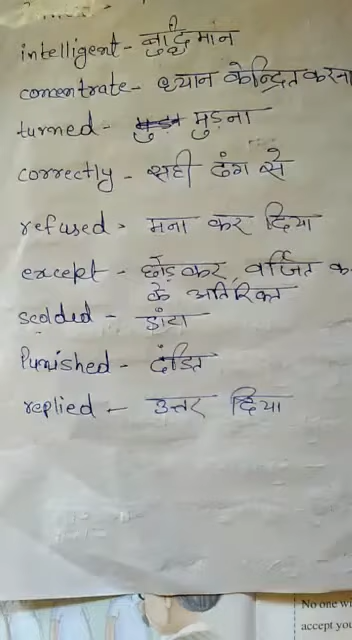 intelligent - बुद्धिमान
concentrate - ध्यान केन्द्रित करना
turned - मुड़ना
correctly - सही ढंग से
refused - मना कर दिया
except - छोड़कर, वर्जित क
के अतिरिक्त
scolded - डांटा
Punished - दंडित
replied - उत्तर दिया
No one wi
accept you